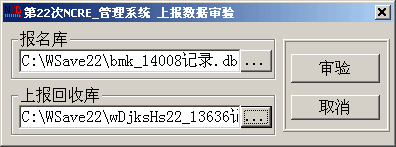 第22次NCRE_管理系统 上报数据审验
报名库
C:\WSave22\bmk_14008记录.db
...
审验
上报回收库
C:\WSave22\wDjksHs22_13636
...
取消